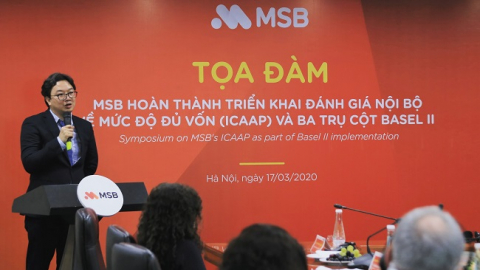 MSB
TỌA ĐÀM
MSB HOÀN THÀNH TRIỂN KHAI ĐÁNH GIÁ NỘI BỘ
VỀ MỨC ĐỘ ĐỦ VỐN (ICAAP) VÀ BA TRỤ CỘT BASEL II
Symposium on MSB's ICAAP as part of Basel II implementation
Hà Nội, ngày 17/03/2020
MSB